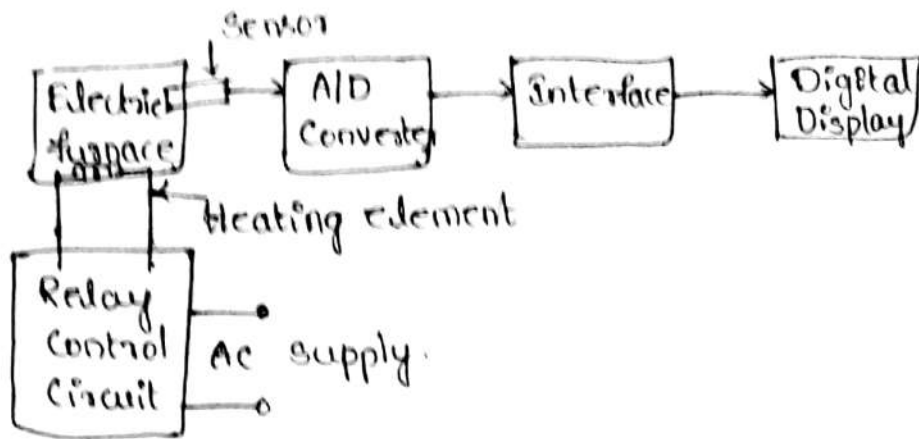 Sensor
Electric
furnace
A/D
Converter
Interface
Digital
Display
Heating element
Relay
Control
Circuit
AC supply.